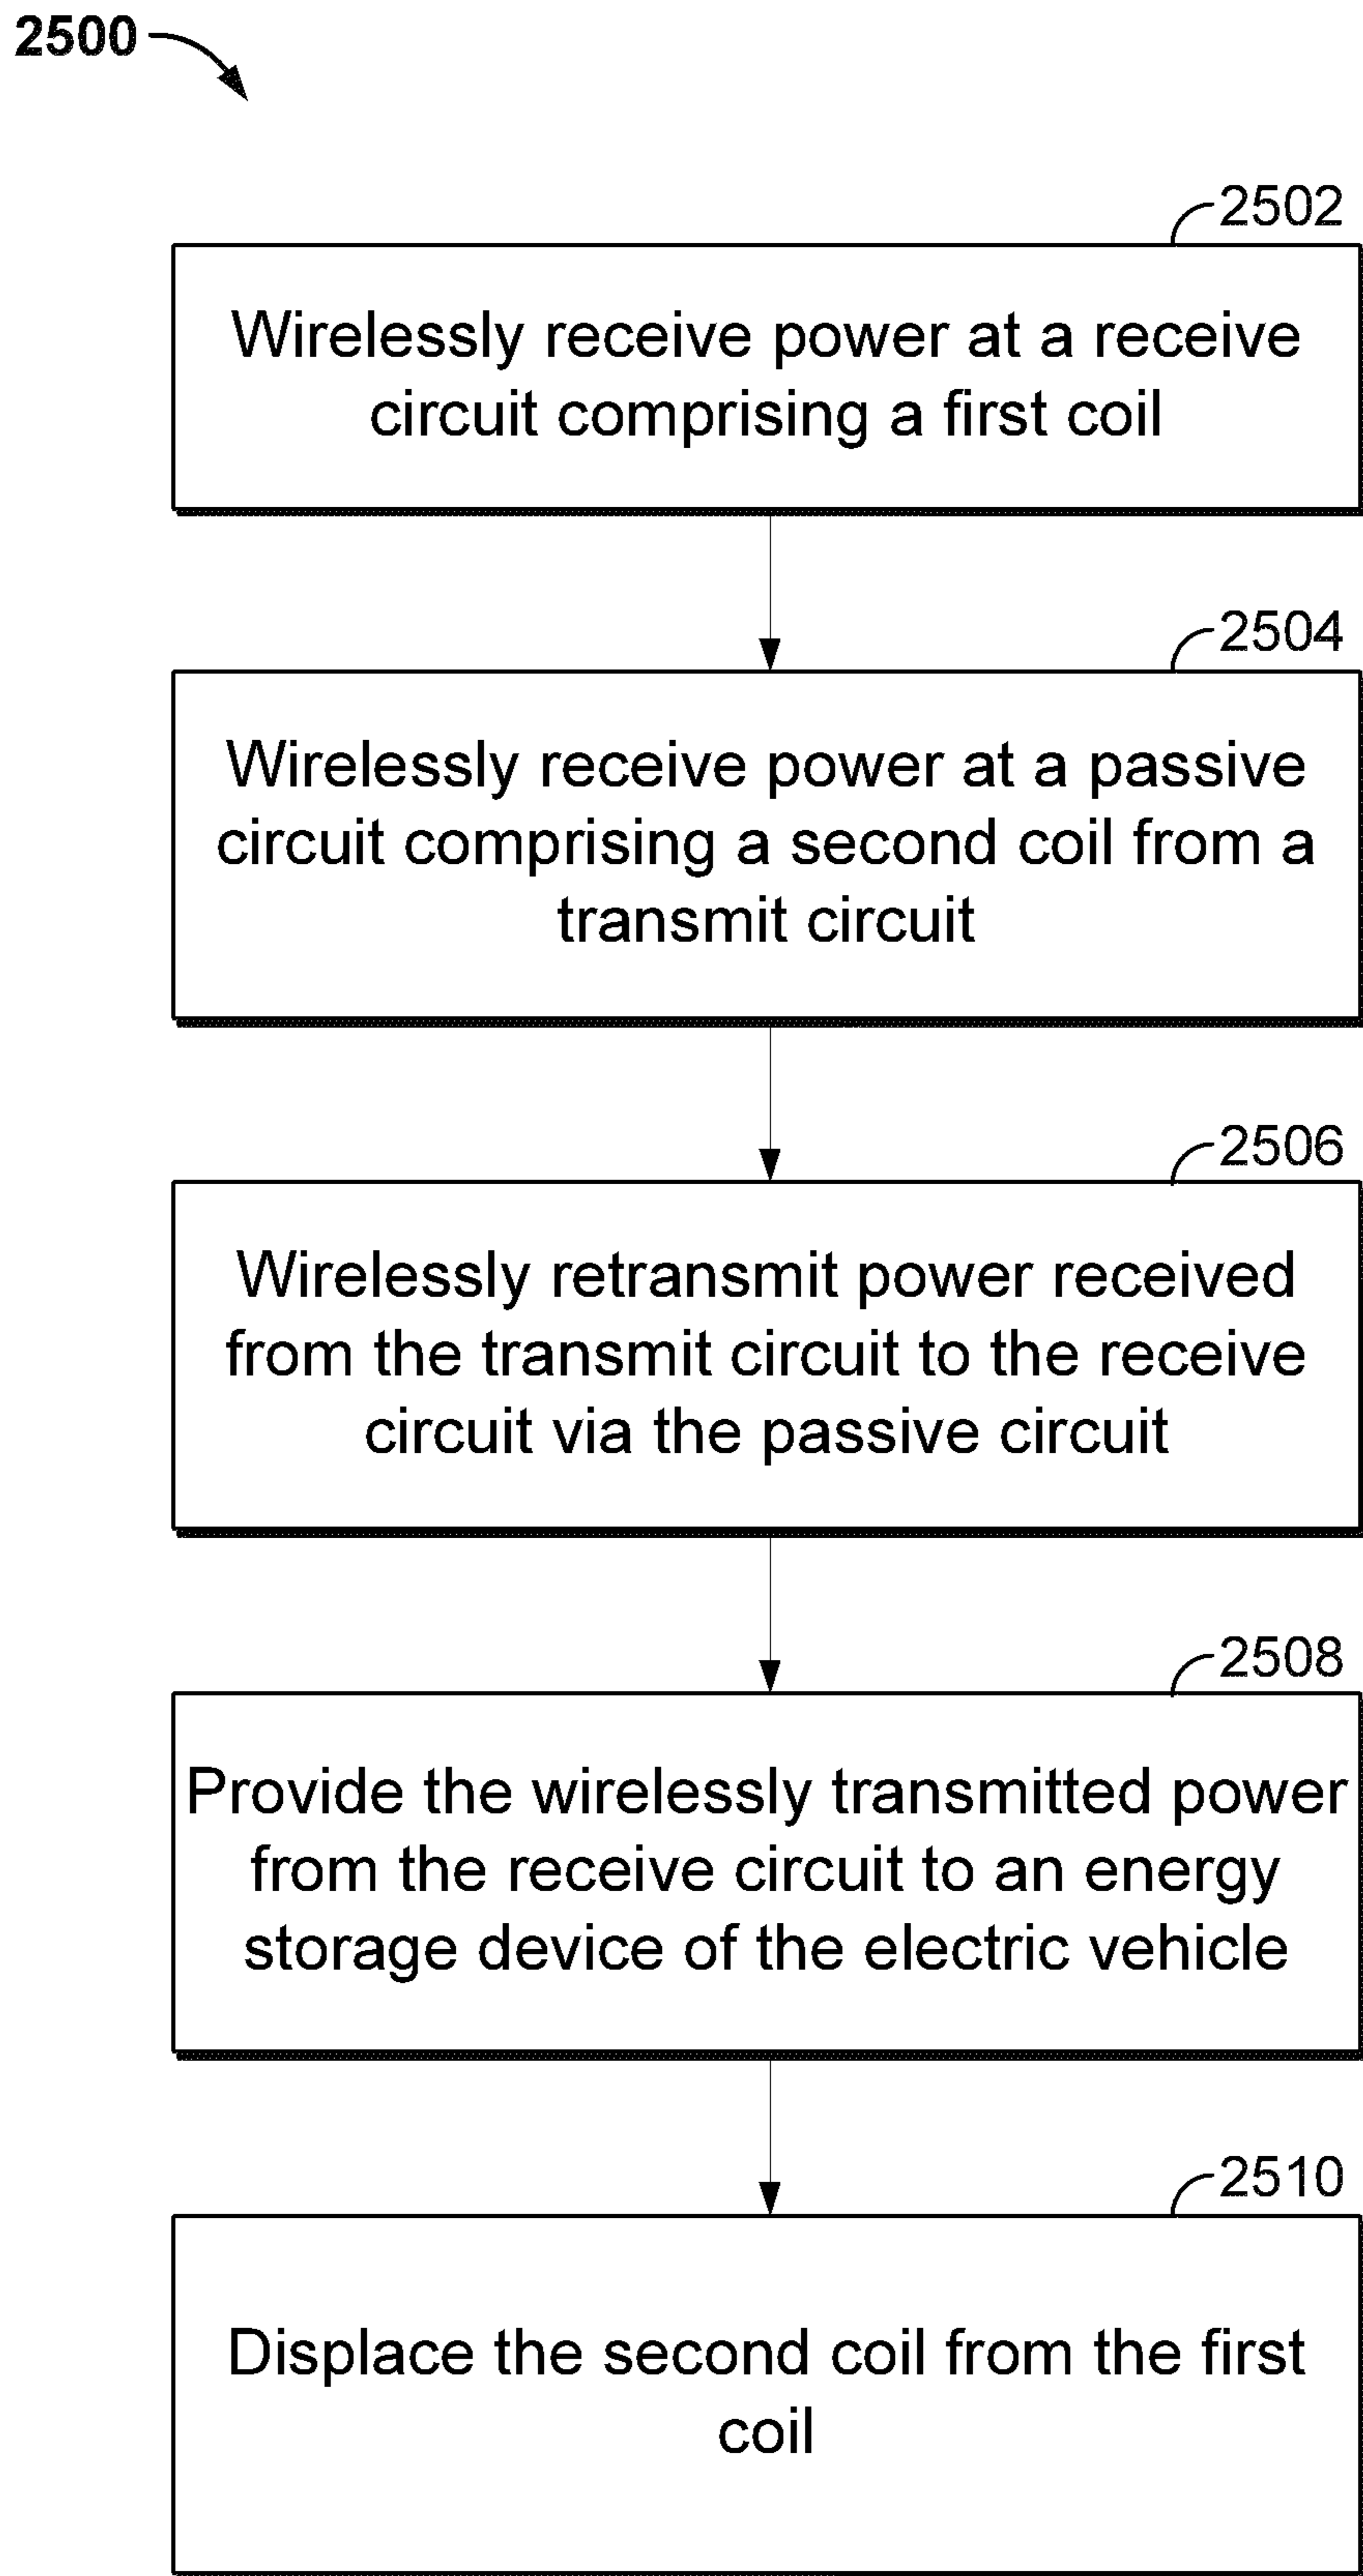 2500
2502
Wirelessly receive power at a receive
circuit comprising a first coil
2504
Wirelessly receive power at a passive
circuit comprising a second coil from a
transmit circuit
2506
Wirelessly retransmit power received
from the transmit circuit to the receive
circuit via the passive circuit
2508
Provide the wirelessly transmitted power
from the receive circuit to an energy
storage device of the electric vehicle
2510
Displace the second coil from the first
coil